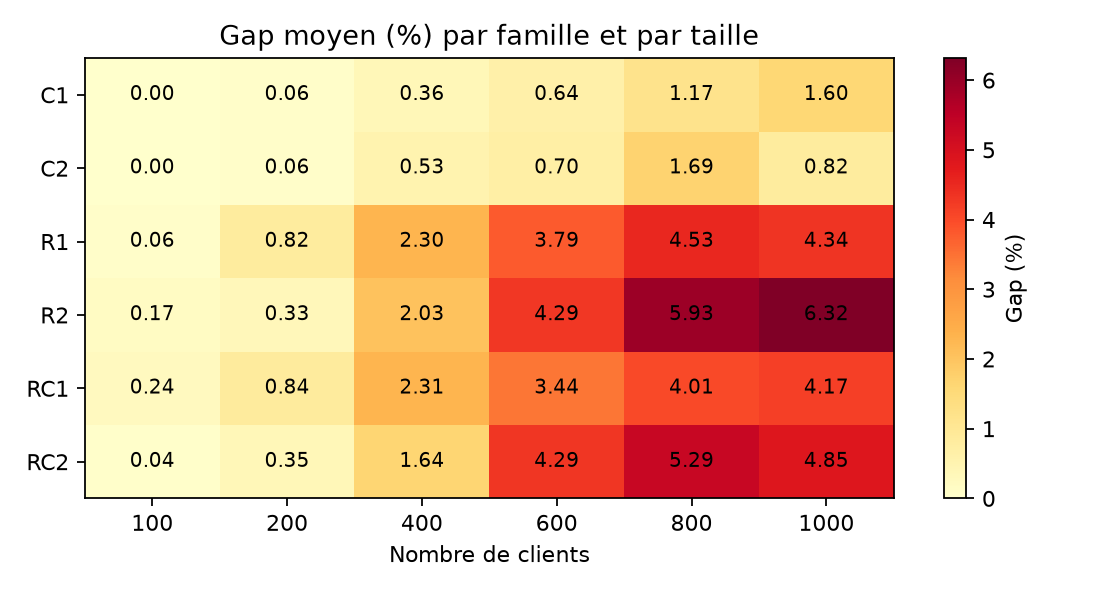 Gap moyen (%) par famille et par taille
C1 0.00 0.06 0.36 0.64 1.17 1.60
C2 0.00 0.06 0.53 0.70 1.69 0.82
R1 0.06 0.82 2.30 3.79 4.53 4.34
R2 0.17 0.33 2.03 4.29 5.93 6.32
RC1 0.24 0.84 2.31 3.44 4.01 4.17
RC2 0.04 0.35 1.64 4.29 5.29 4.85
100 200 400 600 800 1000
Nombre de clients
6
5
4
3
2
1
0
Gap (%)